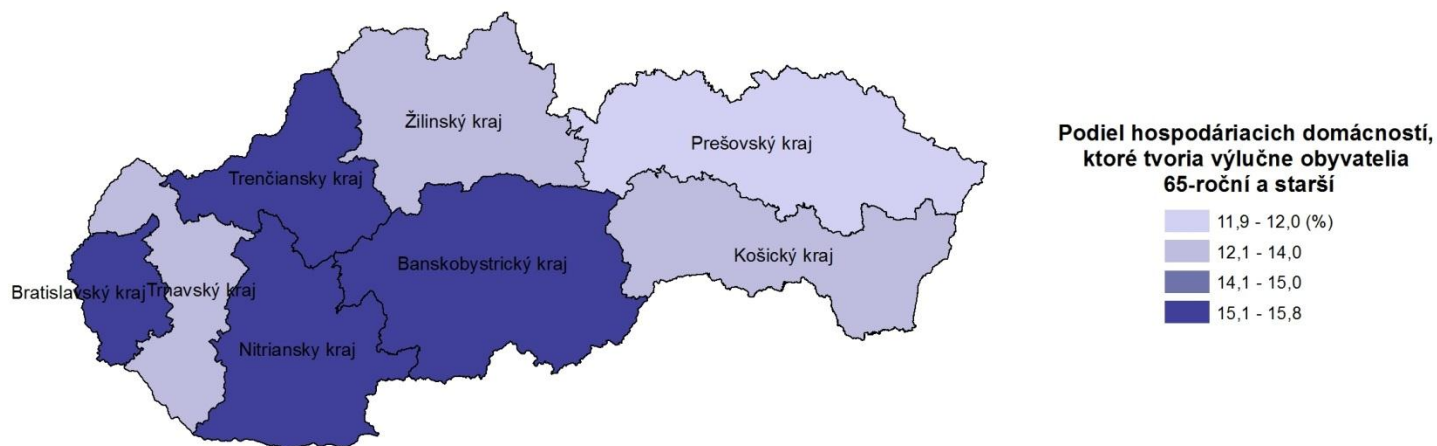 Žilinský kraj
Prešovský kraj
Trenčiansky kraj
Košický kraj
Banskobystrický kraj
Bratislavský kraj
Trnavský kraj
Nitriansky kraj
Podiel hospodáriacich domácností,
ktoré tvoria výlučne obyvatelia
65-roční a starší
11,9 - 12,0 (%)
12,1 - 14,0
14,1 - 15,0
15,1 - 15,8